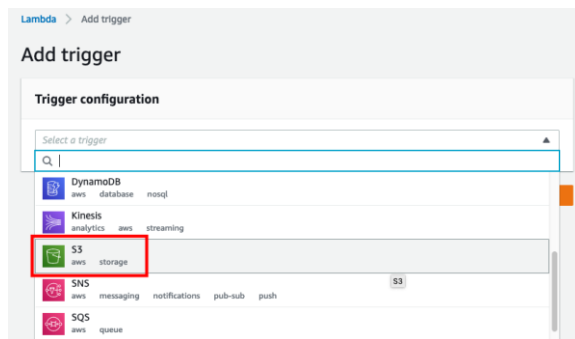 Lambda > Add trigger
Add trigger
Trigger configuration
Select a trigger
DynamoDB
aws database nosql
Kinesis
analytics aws streaming
S3
aws storage
S3
SNS
aws messaging notifications pub-sub push
SQS
aws queue